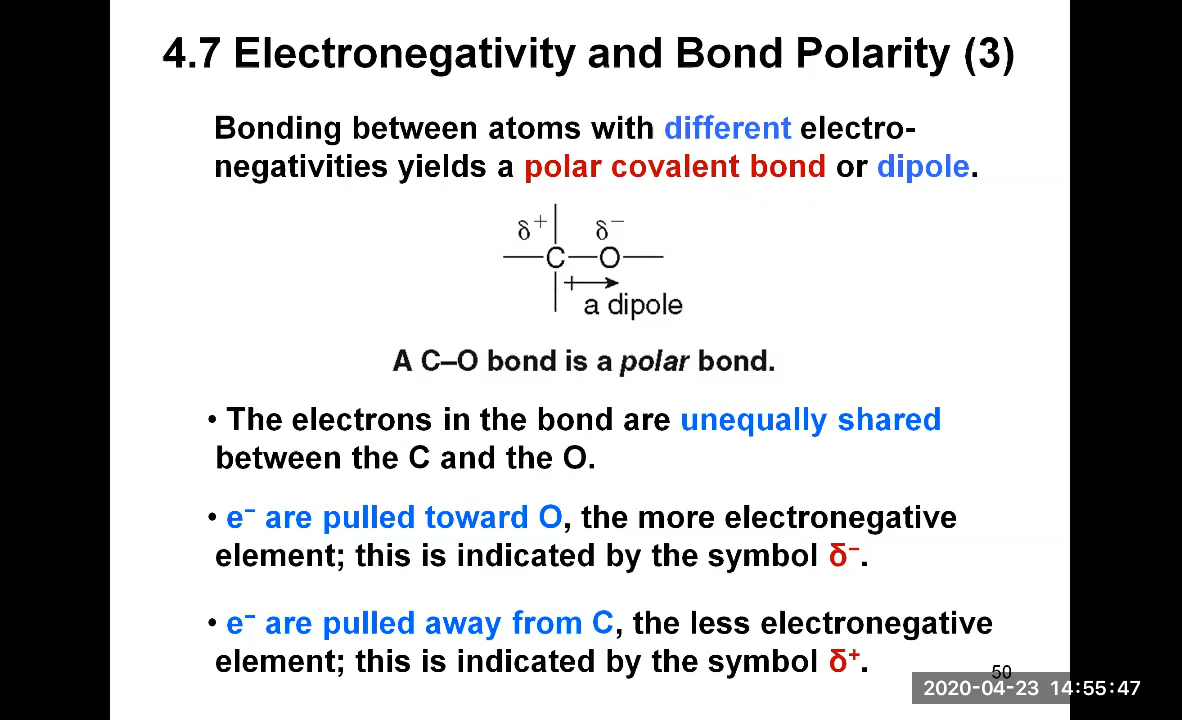 4.7 Electronegativity and Bond Polarity (3)
Bonding between atoms with different electro-
negativities yields a polar covalent bond or dipole.
δ⁺ δ⁻
C O
a dipole
A C–O bond is a polar bond.
• The electrons in the bond are unequally shared
between the C and the O.
• e⁻ are pulled toward O, the more electronegative
element; this is indicated by the symbol δ⁻.
• e⁻ are pulled away from C, the less electronegative
element; this is indicated by the symbol δ⁺.
50
2020-04-23 14:55:47